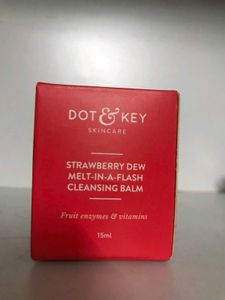 DOT & KEY
SKINCARE
STRAWBERRY DEW
MELT-IN-A-FLASH
CLEANSING BALM
Fruit enzymes & vitamins
15ml